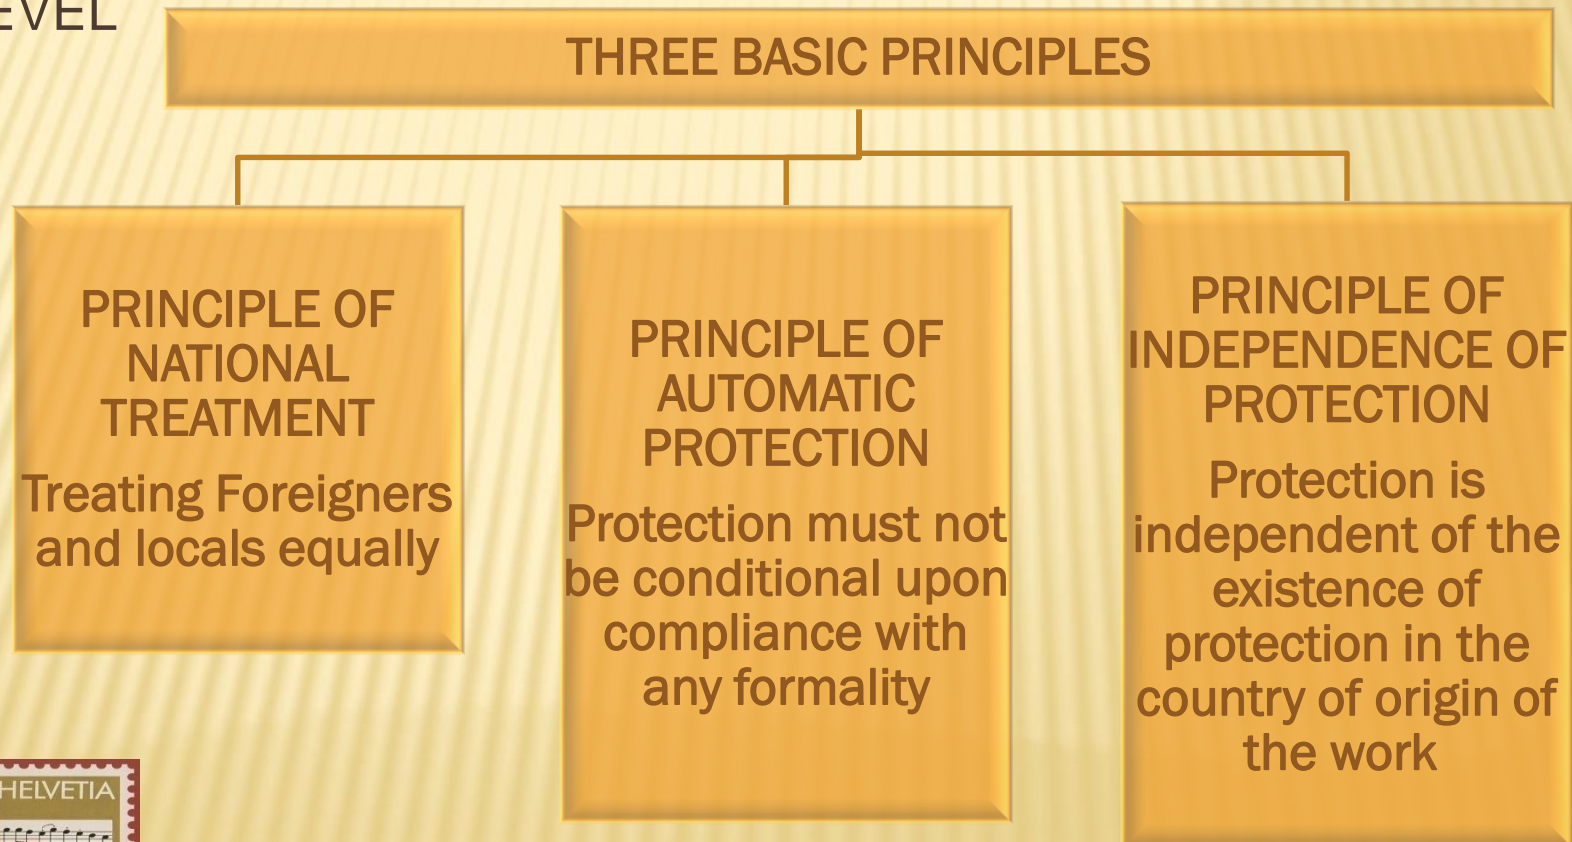 EVEL
THREE BASIC PRINCIPLES
PRINCIPLE OF
NATIONAL
TREATMENT
Treating Foreigners
and locals equally
PRINCIPLE OF
AUTOMATIC
PROTECTION
Protection must not
be conditional upon
compliance with
any formality
PRINCIPLE OF
INDEPENDENCE OF
PROTECTION
Protection is
independent of the
existence of
protection in the
country of origin of
the work
HELVETIA